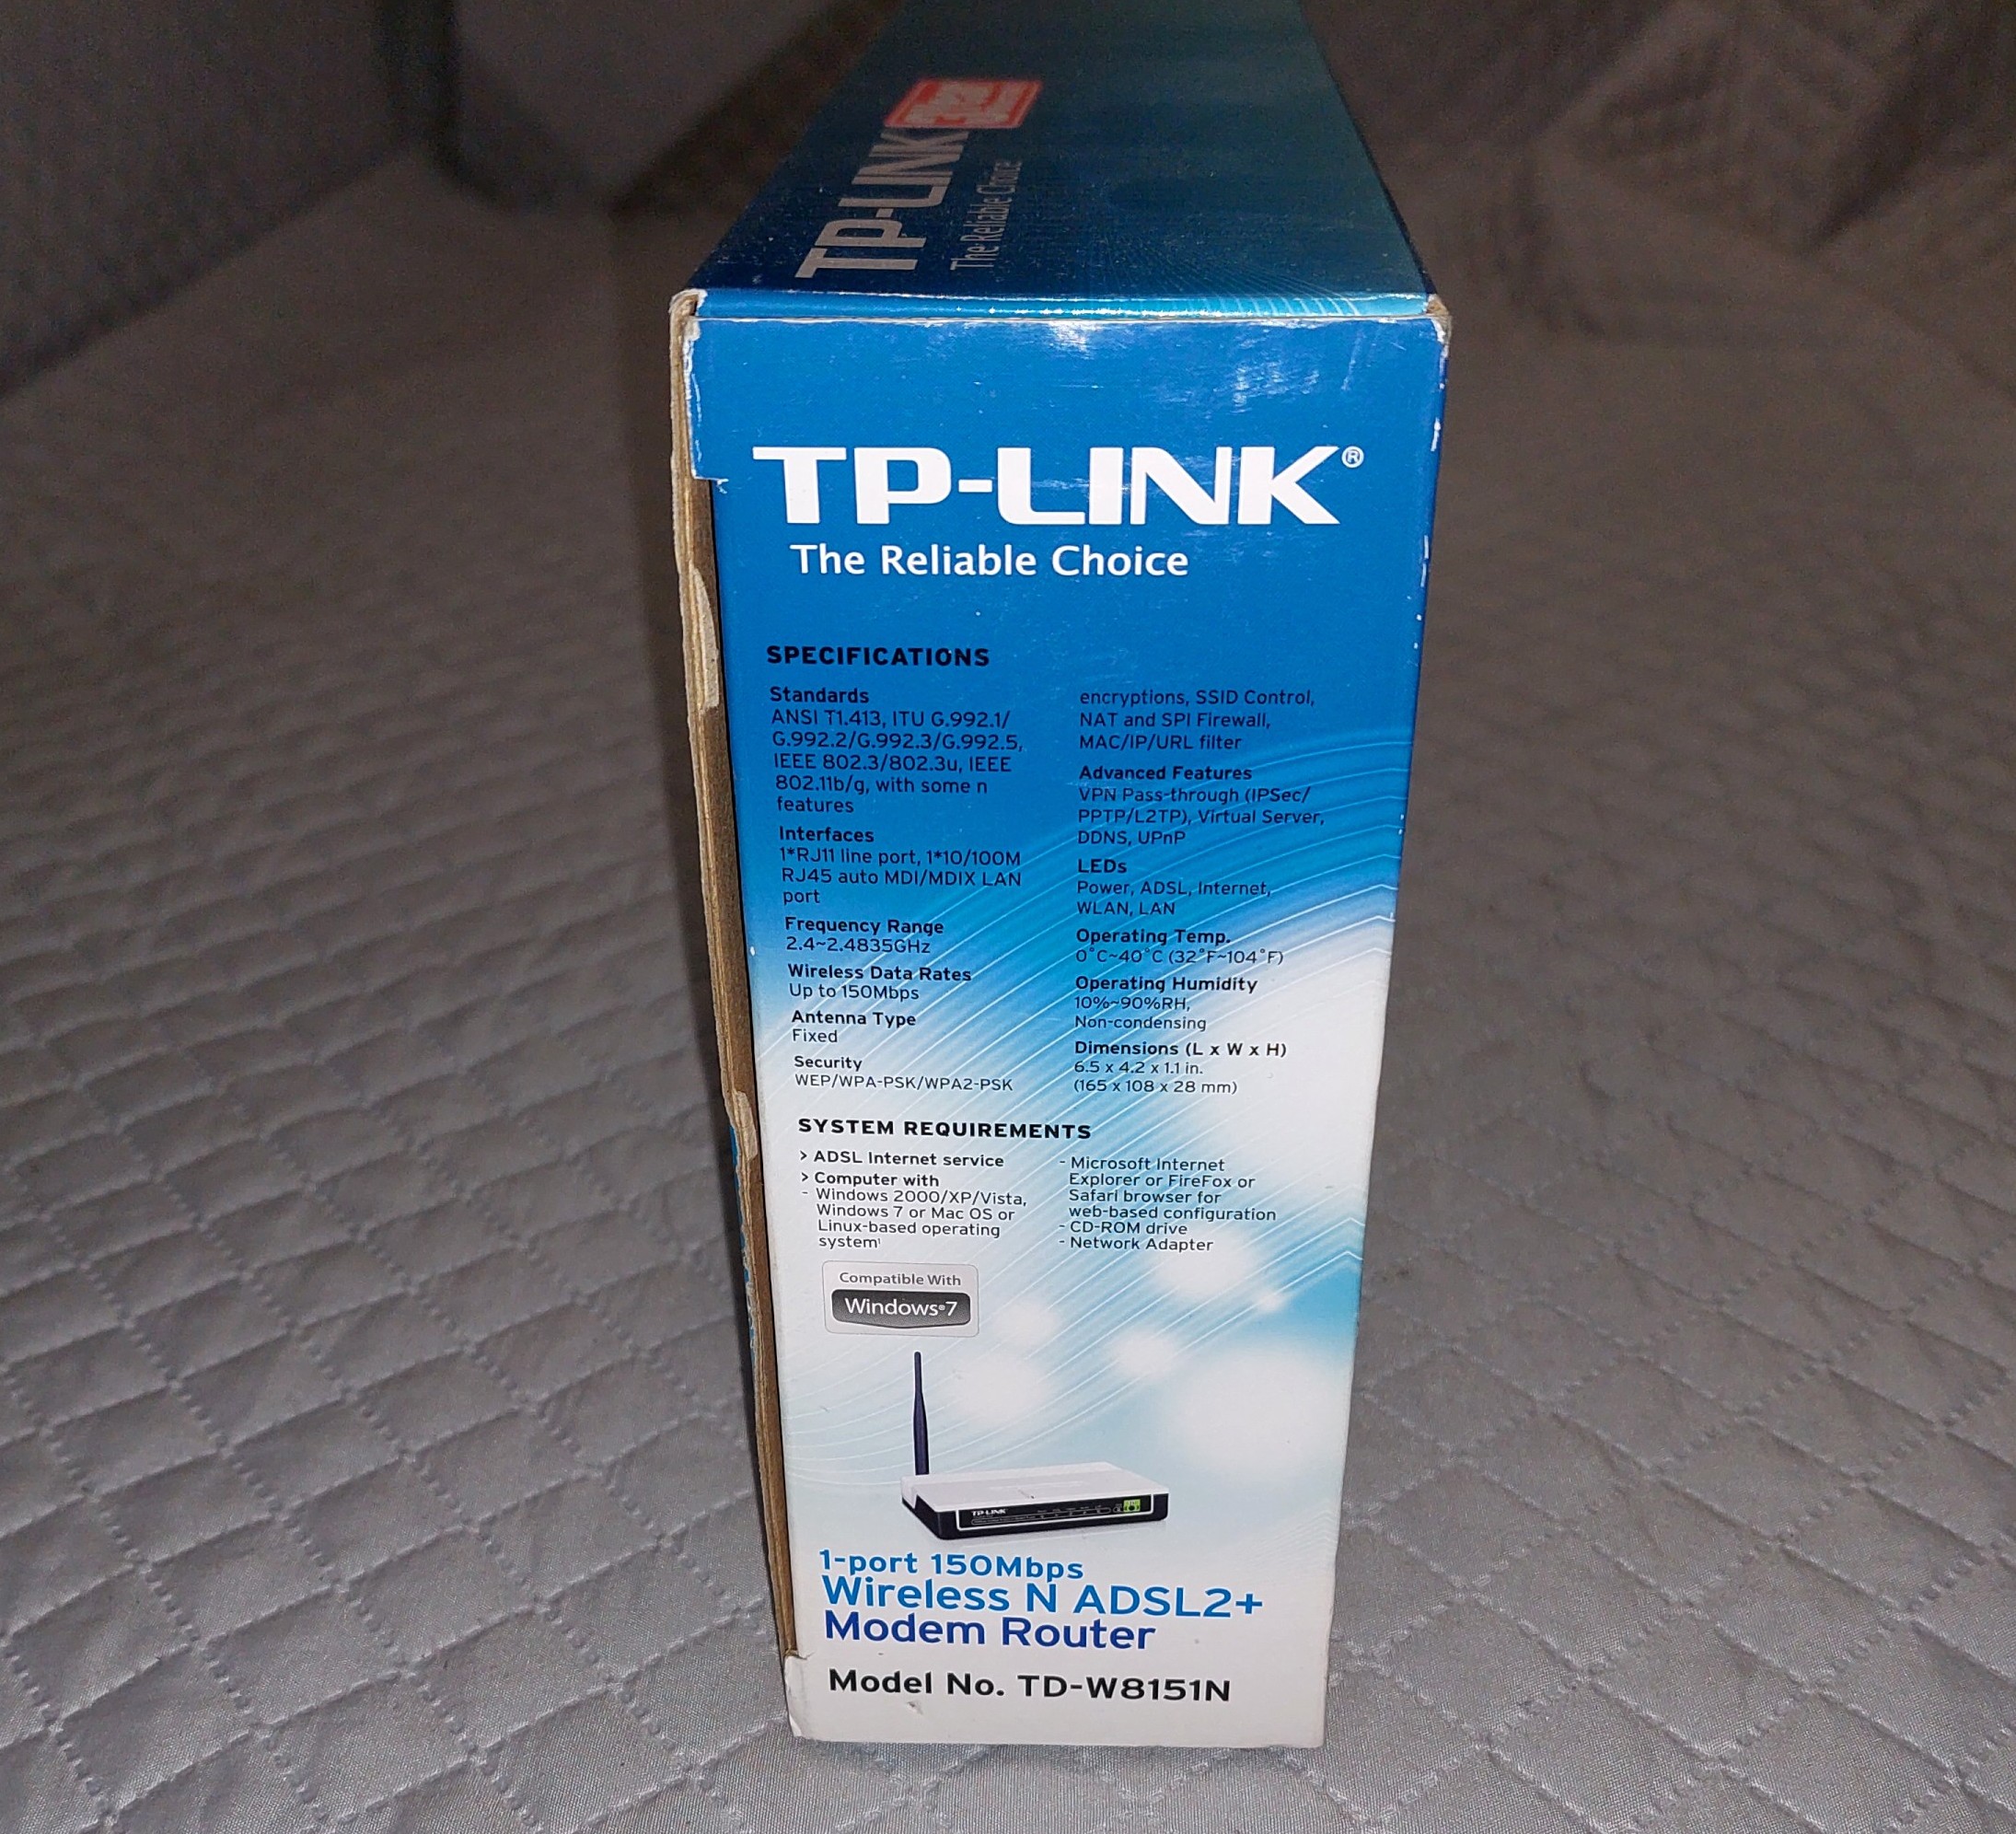 TP-LINK
The Reliable Choice
TP-LINK®
The Reliable Choice
SPECIFICATIONS
Standards
ANSI T1.413, ITU G.992.1/
G.992.2/G.992.3/G.992.5,
IEEE 802.3/802.3u, IEEE
802.11b/g, with some n
features
Interfaces
1*RJ11 line port, 1*10/100M
RJ45 auto MDI/MDIX LAN
port
Frequency Range
2.4~2.4835GHz
Wireless Data Rates
Up to 150Mbps
Antenna Type
Fixed
Security
WEP/WPA-PSK/WPA2-PSK
encryptions, SSID Control,
NAT and SPI Firewall,
MAC/IP/URL filter
Advanced Features
VPN Pass-through (IPSec/
PPTP/L2TP), Virtual Server,
DDNS, UPnP
LEDs
Power, ADSL, Internet,
WLAN, LAN
Operating Temp.
0°C~40°C (32°F~104°F)
Operating Humidity
10%~90%RH,
Non-condensing
Dimensions (L x W x H)
6.5 x 4.2 x 1.1 in.
(165 x 108 x 28 mm)
SYSTEM REQUIREMENTS
> ADSL Internet service
> Computer with
- Windows 2000/XP/Vista,
Windows 7 or Mac OS or
Linux-based operating
system¹
- Microsoft Internet
Explorer or FireFox or
Safari browser for
web-based configuration
- CD-ROM drive
- Network Adapter
Compatible With
Windows®7
TP-LINK
1-port 150Mbps
Wireless N ADSL2+
Modem Router
Model No. TD-W8151N